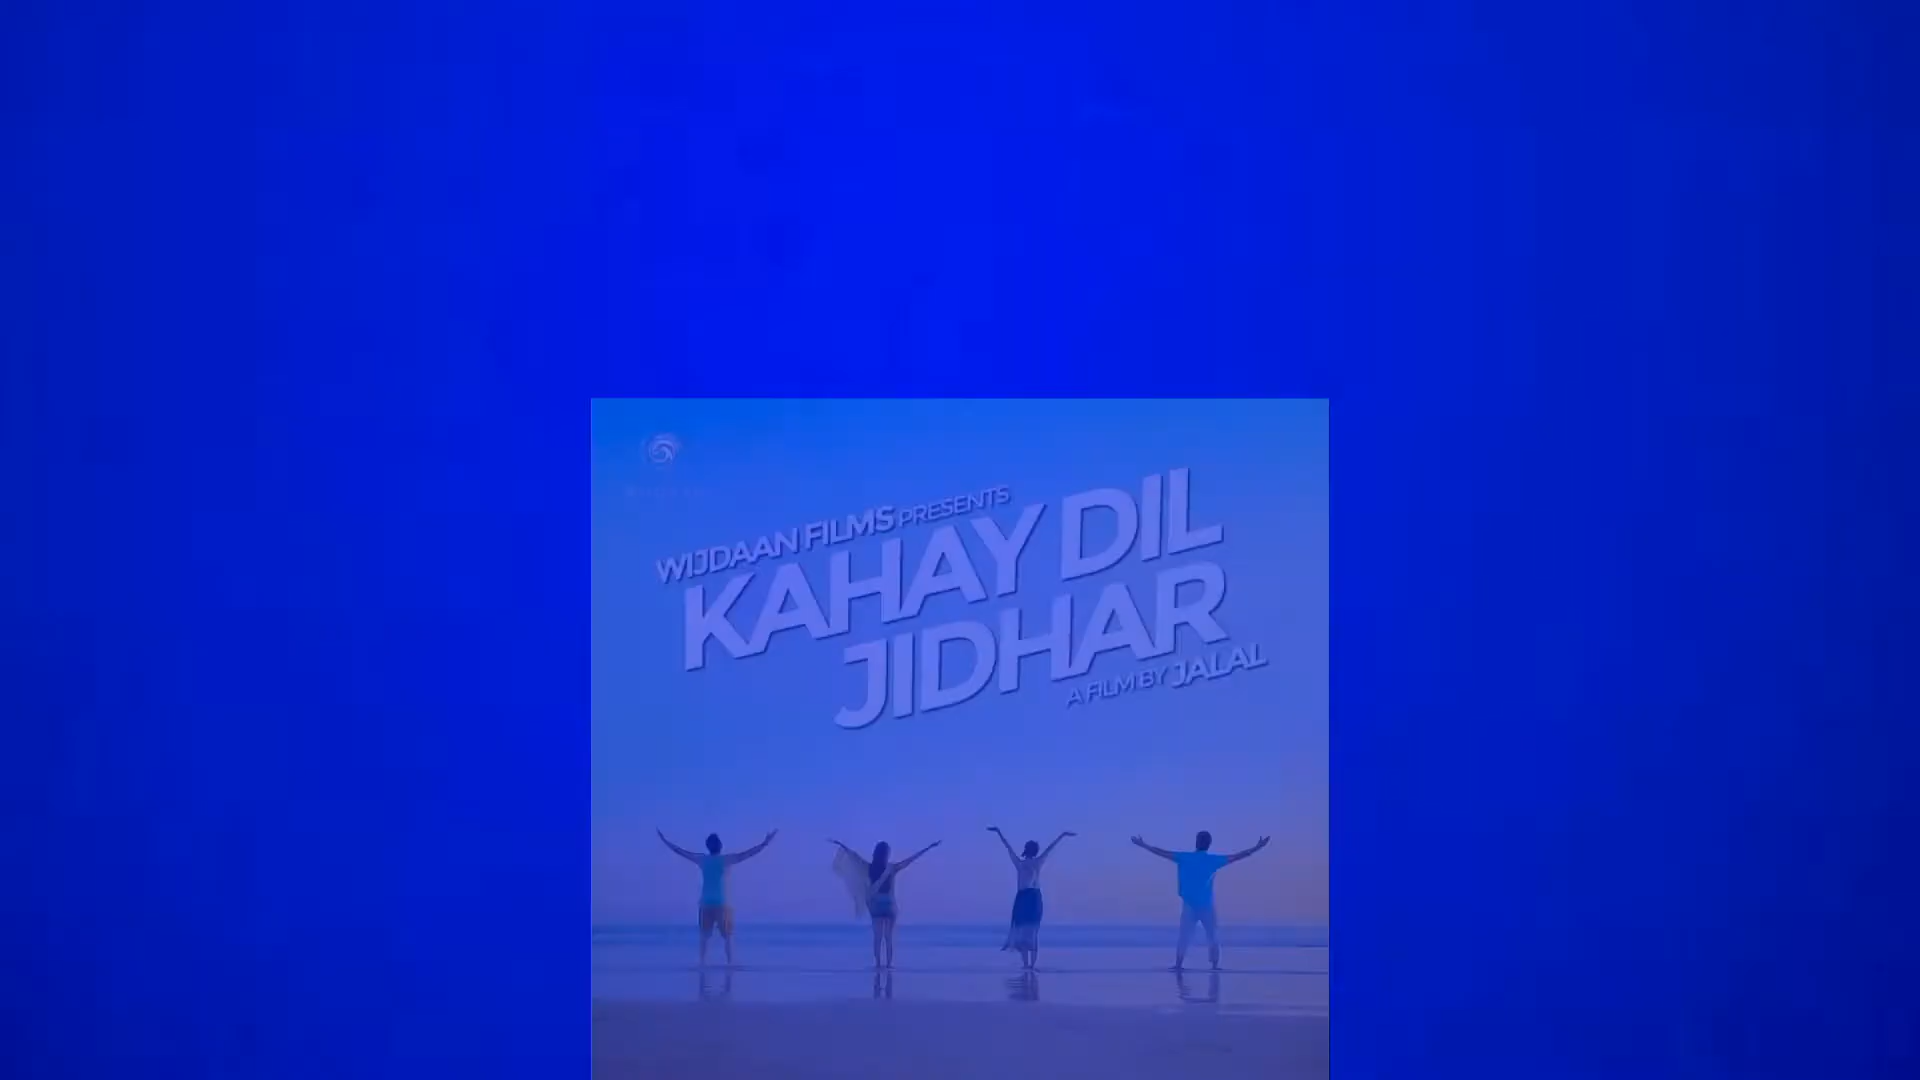 WIJDAAN FILMS PRESENTS
KAHAY DIL
JIDHAR
A FILM BY JALAL